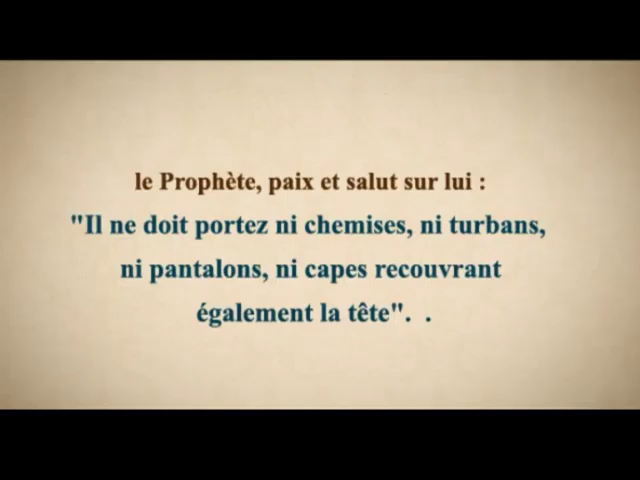 le Prophète, paix et salut sur lui :
"Il ne doit portez ni chemises, ni turbans,
ni pantalons, ni capes recouvrant
également la tête". .